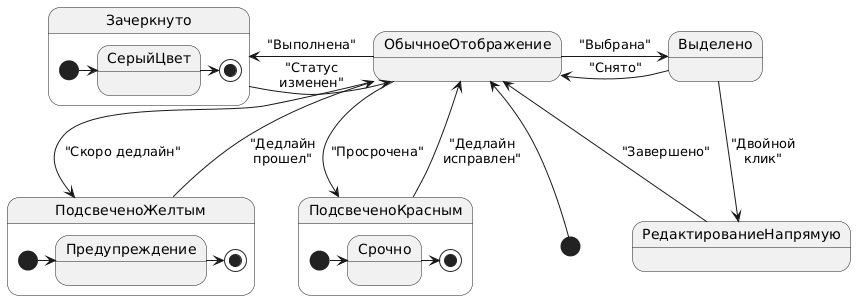 Зачеркнуто
СерыйЦвет
"Выполнена"
"Статус
изменен"
ОбычноеОтображение
"Выбрана"
"Снято"
Выделено
"Скоро дедлайн"
"Дедлайн
прошел"
"Просрочена"
"Дедлайн
исправлен"
"Завершено"
"Двойной
клик"
ПодсвеченоЖелтым
Предупреждение
ПодсвеченоКрасным
Срочно
РедактированиеНапрямую